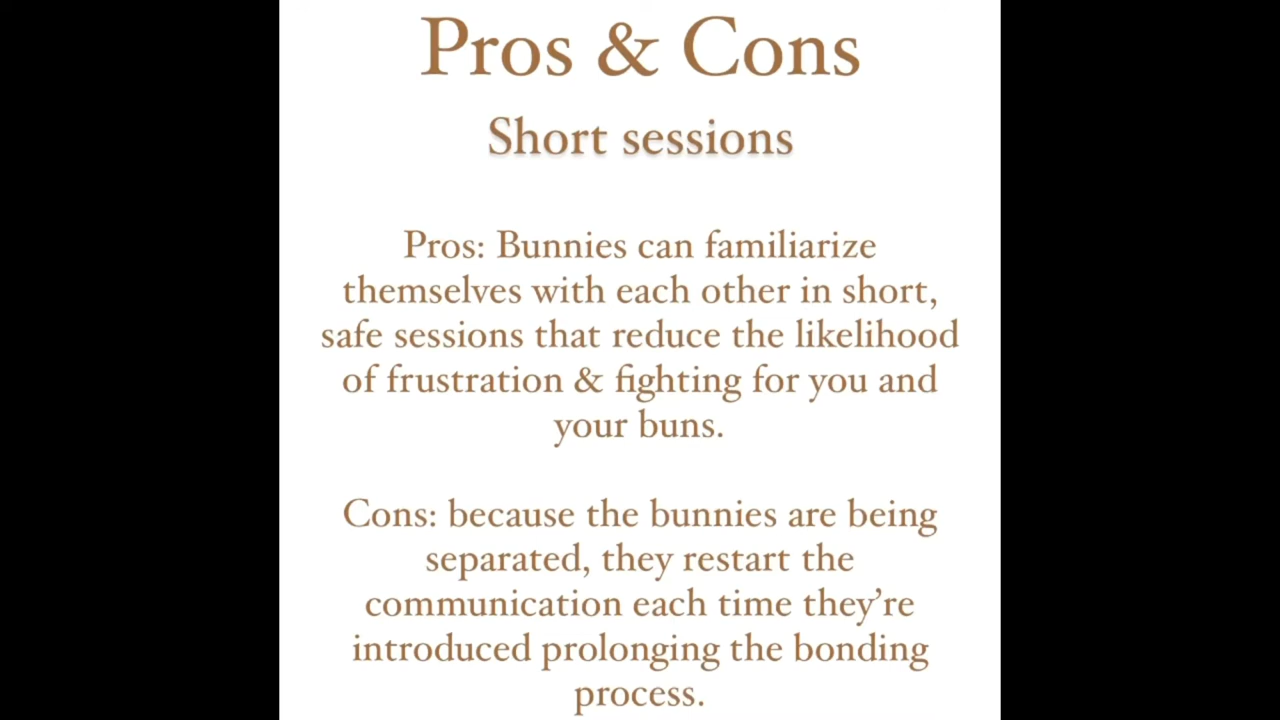 Pros & Cons
Short sessions
Pros: Bunnies can familiarize
themselves with each other in short,
safe sessions that reduce the likelihood
of frustration & fighting for you and
your buns.
Cons: because the bunnies are being
separated, they restart the
communication each time they’re
introduced prolonging the bonding
process.